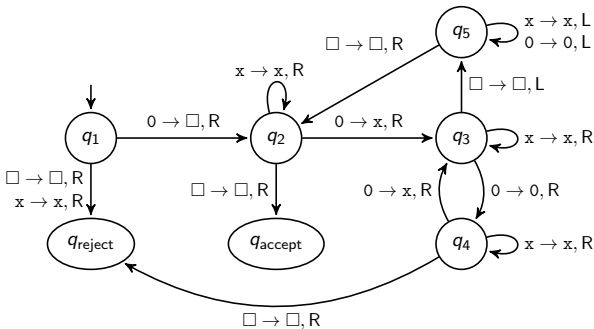 x → x, L
0 → 0, L
q5
□ → □, R
x → x, R
□ → □, L
0 → □, R
0 → x, R
q1
q2
q3
x → x, R
□ → □, R
x → x, R
□ → □, R
0 → x, R
0 → 0, R
qreject
qaccept
q4
x → x, R
□ → □, R